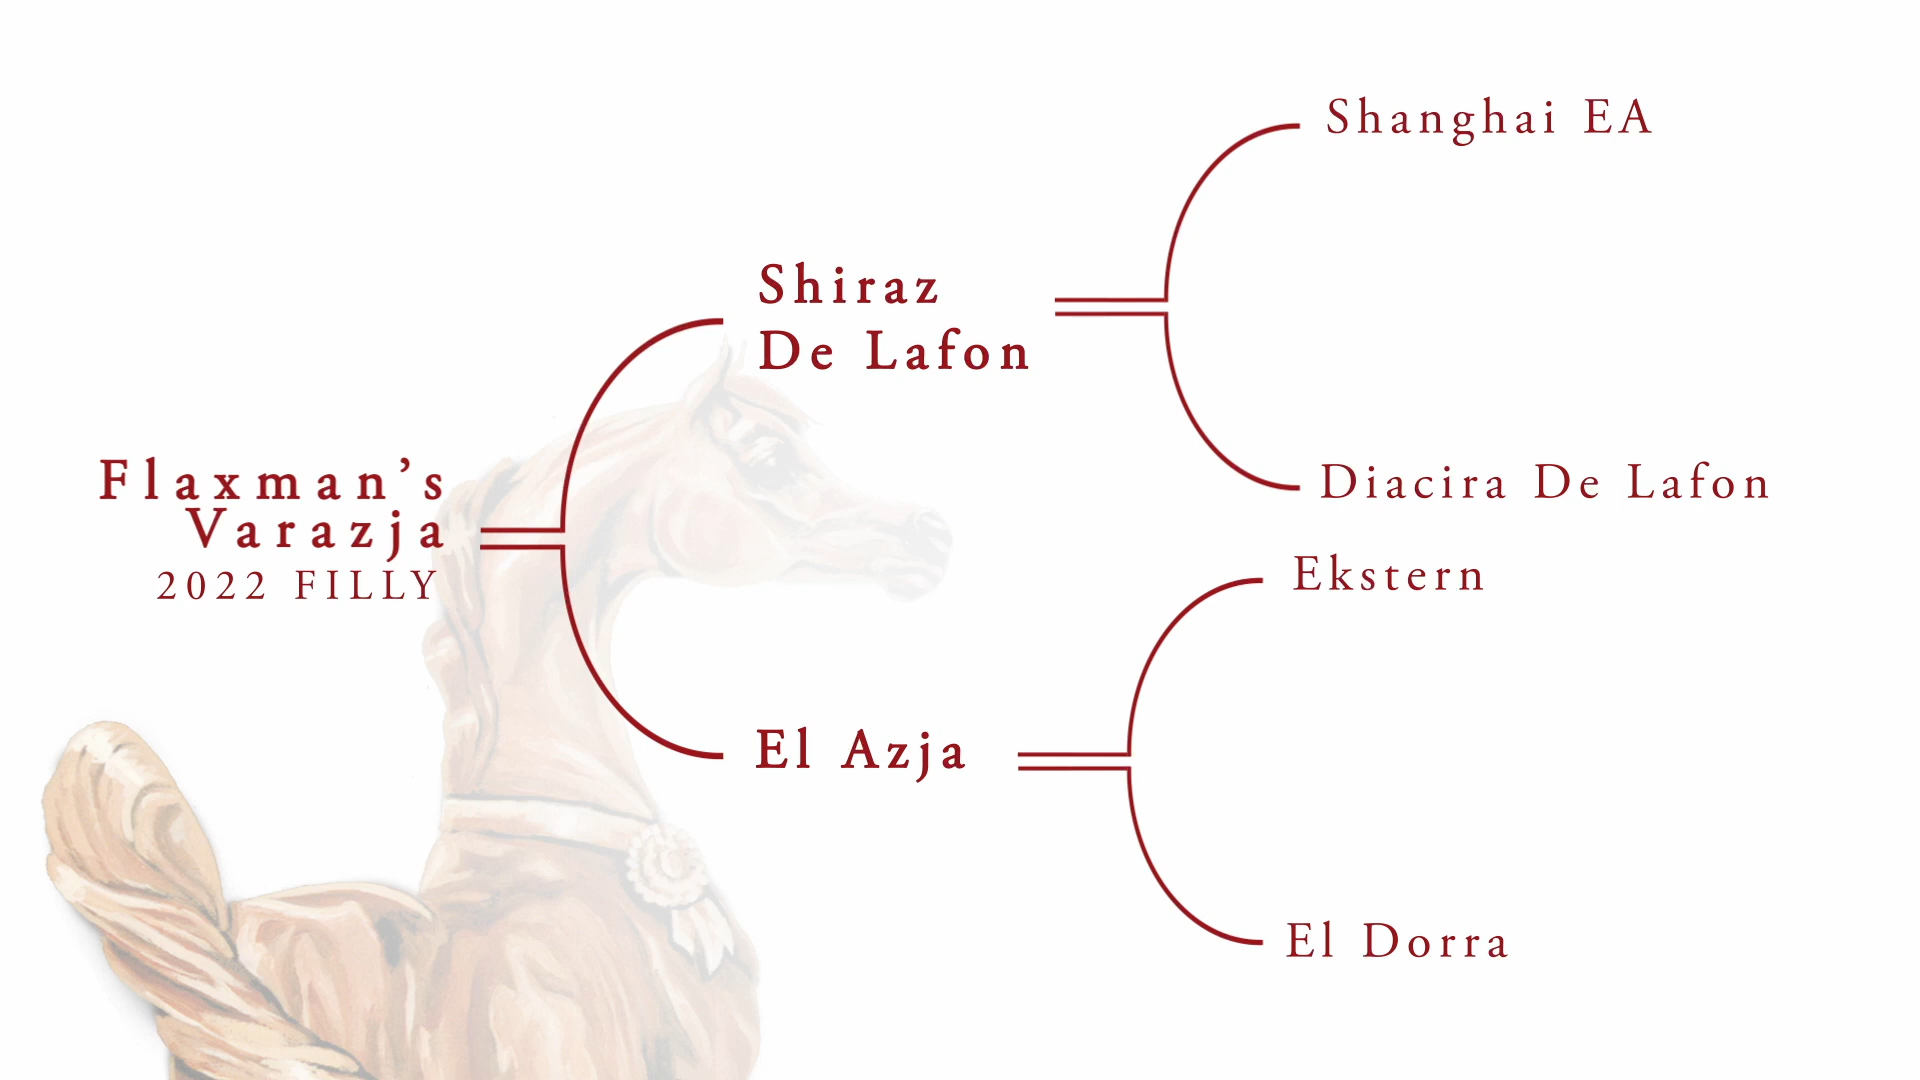 Shanghai EA
Shiraz
De Lafon
Diacira De Lafon
Flaxman’s
Varazja
2022 FILLY
Ekstern
El Azja
El Dorra